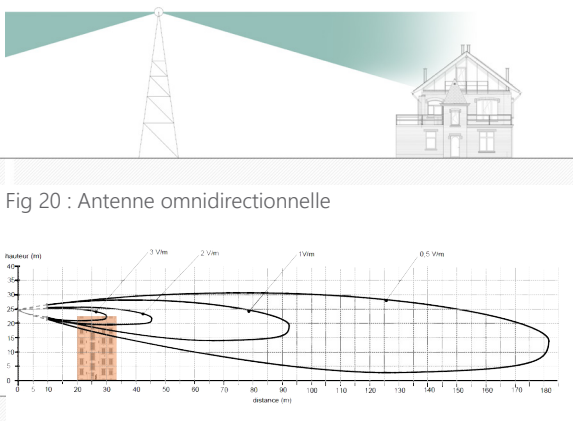 Fig 20 : Antenne omnidirectionnelle
hauteur (m)
3 V/m
2 V/m
1V/m
0,5 V/m
40
35
30
25
20
15
10
5
0
0 5 10 20 30 40 50 60 70 80 90 100 110 120 130 140 150 160 170 180
distance (m)